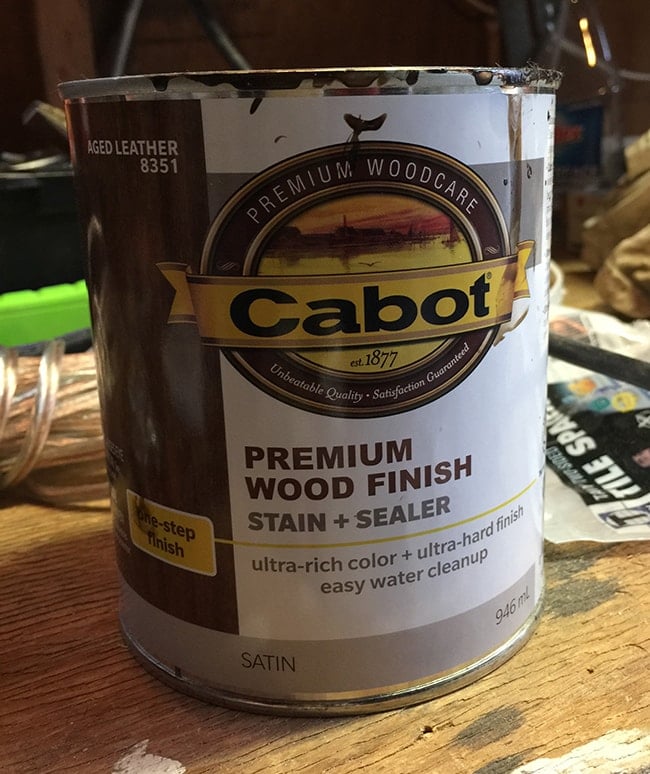 AGED LEATHER
8351
PREMIUM WOODCARE
Cabot®
est. 1877
Unbeatable Quality • Satisfaction Guaranteed
PREMIUM
WOOD FINISH
STAIN + SEALER
one-step
finish
ultra-rich color + ultra-hard finish
easy water cleanup
946 mL
SATIN
TILE